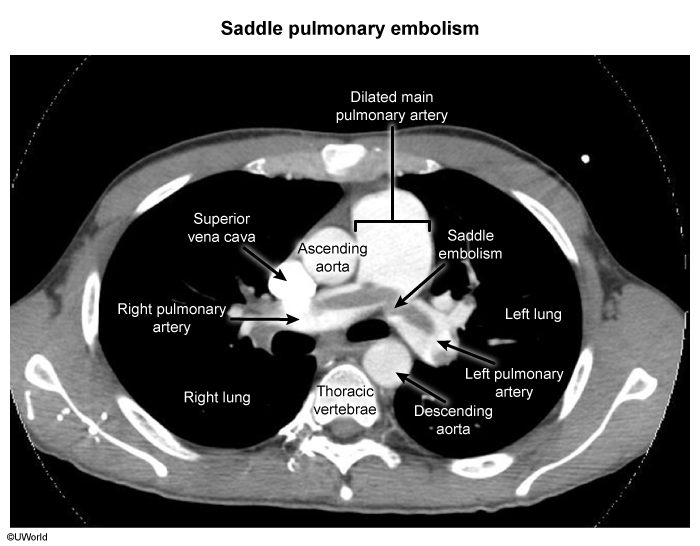 Saddle pulmonary embolism
Dilated main
pulmonary artery
Superior
vena cava
Ascending
aorta
Saddle
embolism
Right pulmonary
artery
Left lung
Left pulmonary
artery
Right lung
Thoracic
vertebrae
Descending
aorta
©UWorld